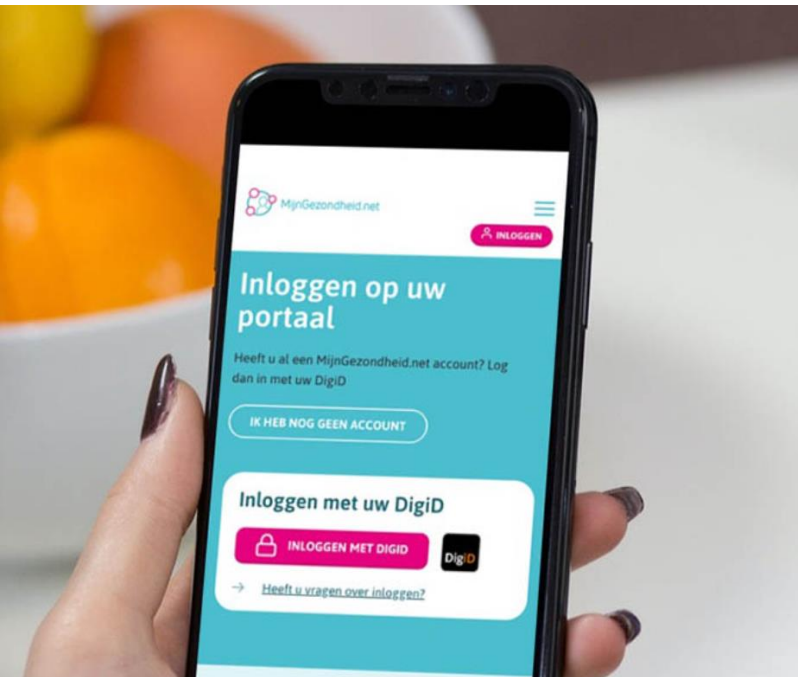 MijnGezondheid.net
INLOGGEN
Inloggen op uw
portaal
Heeft u al een MijnGezondheid.net account? Log
dan in met uw DigiD
IK HEB NOG GEEN ACCOUNT
Inloggen met uw DigiD
INLOGGEN MET DIGID
DigiD
Heeft u vragen over inloggen?